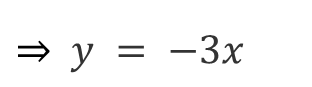 ⇒ y = −3x